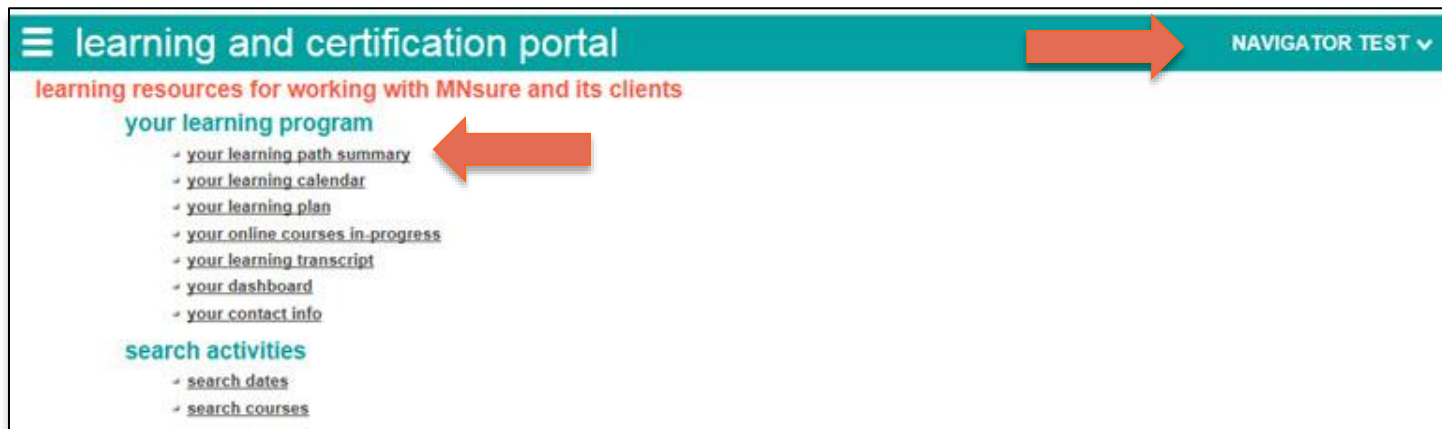 learning and certification portal
NAVIGATOR TEST
learning resources for working with MNsure and its clients
your learning program
your learning path summary
your learning calendar
your learning plan
your online courses in-progress
your learning transcript
your dashboard
your contact info
search activities
search dates
search courses